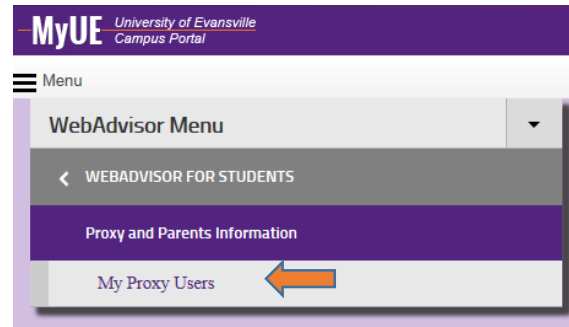 MyUE University of Evansville
Campus Portal
Menu
WebAdvisor Menu
WEBADVISOR FOR STUDENTS
Proxy and Parents Information
My Proxy Users